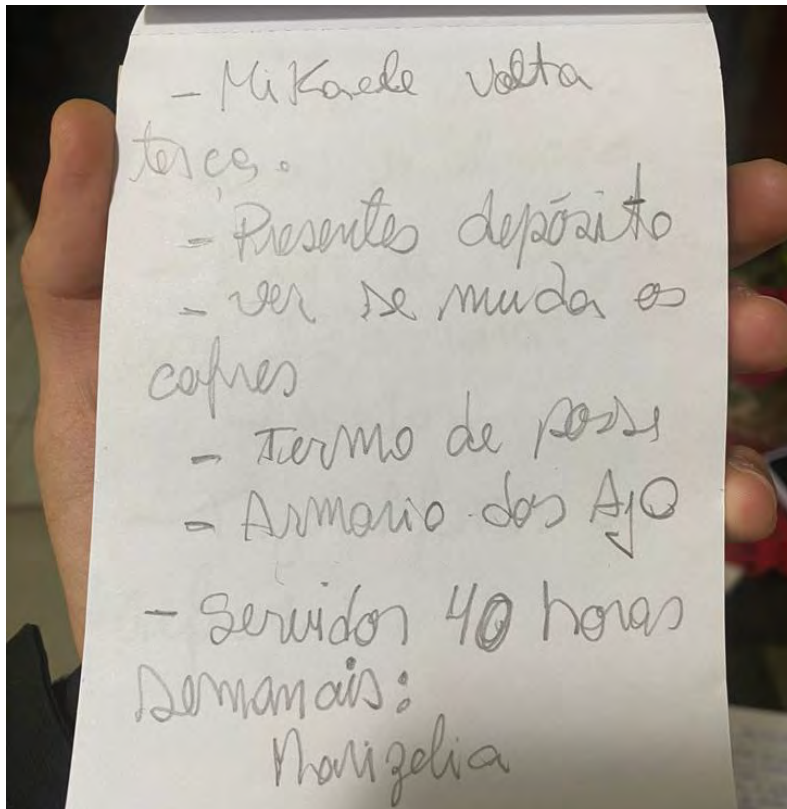 - Mikaele volta
terça.
- Presentes depósito
- ver se muda os
cofres
- Termo de posse
- Armario dos AJO
- Servidor 40 horas
semanais:
Marizelia